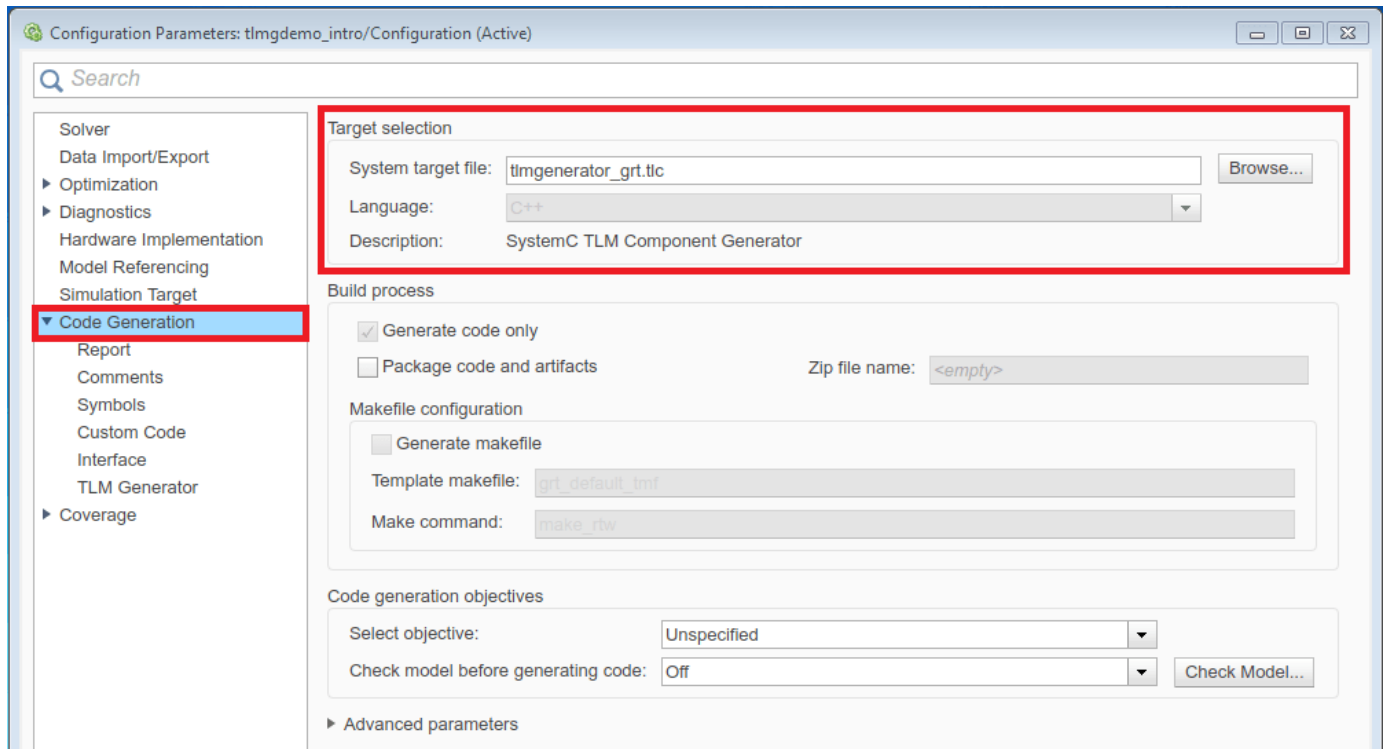 Configuration Parameters: tlmgdemo_intro/Configuration (Active)
Search
Solver
Data Import/Export
Optimization
Diagnostics
Hardware Implementation
Model Referencing
Simulation Target
Code Generation
Report
Comments
Symbols
Custom Code
Interface
TLM Generator
Coverage
Target selection
System target file: tlmgenerator_grt.tlc Browse...
Language: C++
Description: SystemC TLM Component Generator
Build process
Generate code only
Package code and artifacts Zip file name: <empty>
Makefile configuration
Generate makefile
Template makefile: grt_default_tmf
Make command: make_rtw
Code generation objectives
Select objective: Unspecified
Check model before generating code: Off Check Model...
Advanced parameters